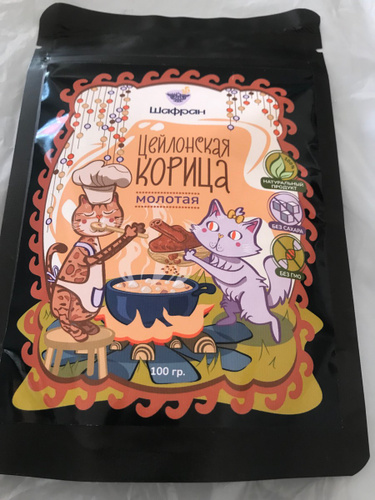 Шафран
Цейлонская
КОРИЦА
молотая
НАТУРАЛЬНЫЙ
ПРОДУКТ
БЕЗ САХАРА
БЕЗ ГМО
100 гр.